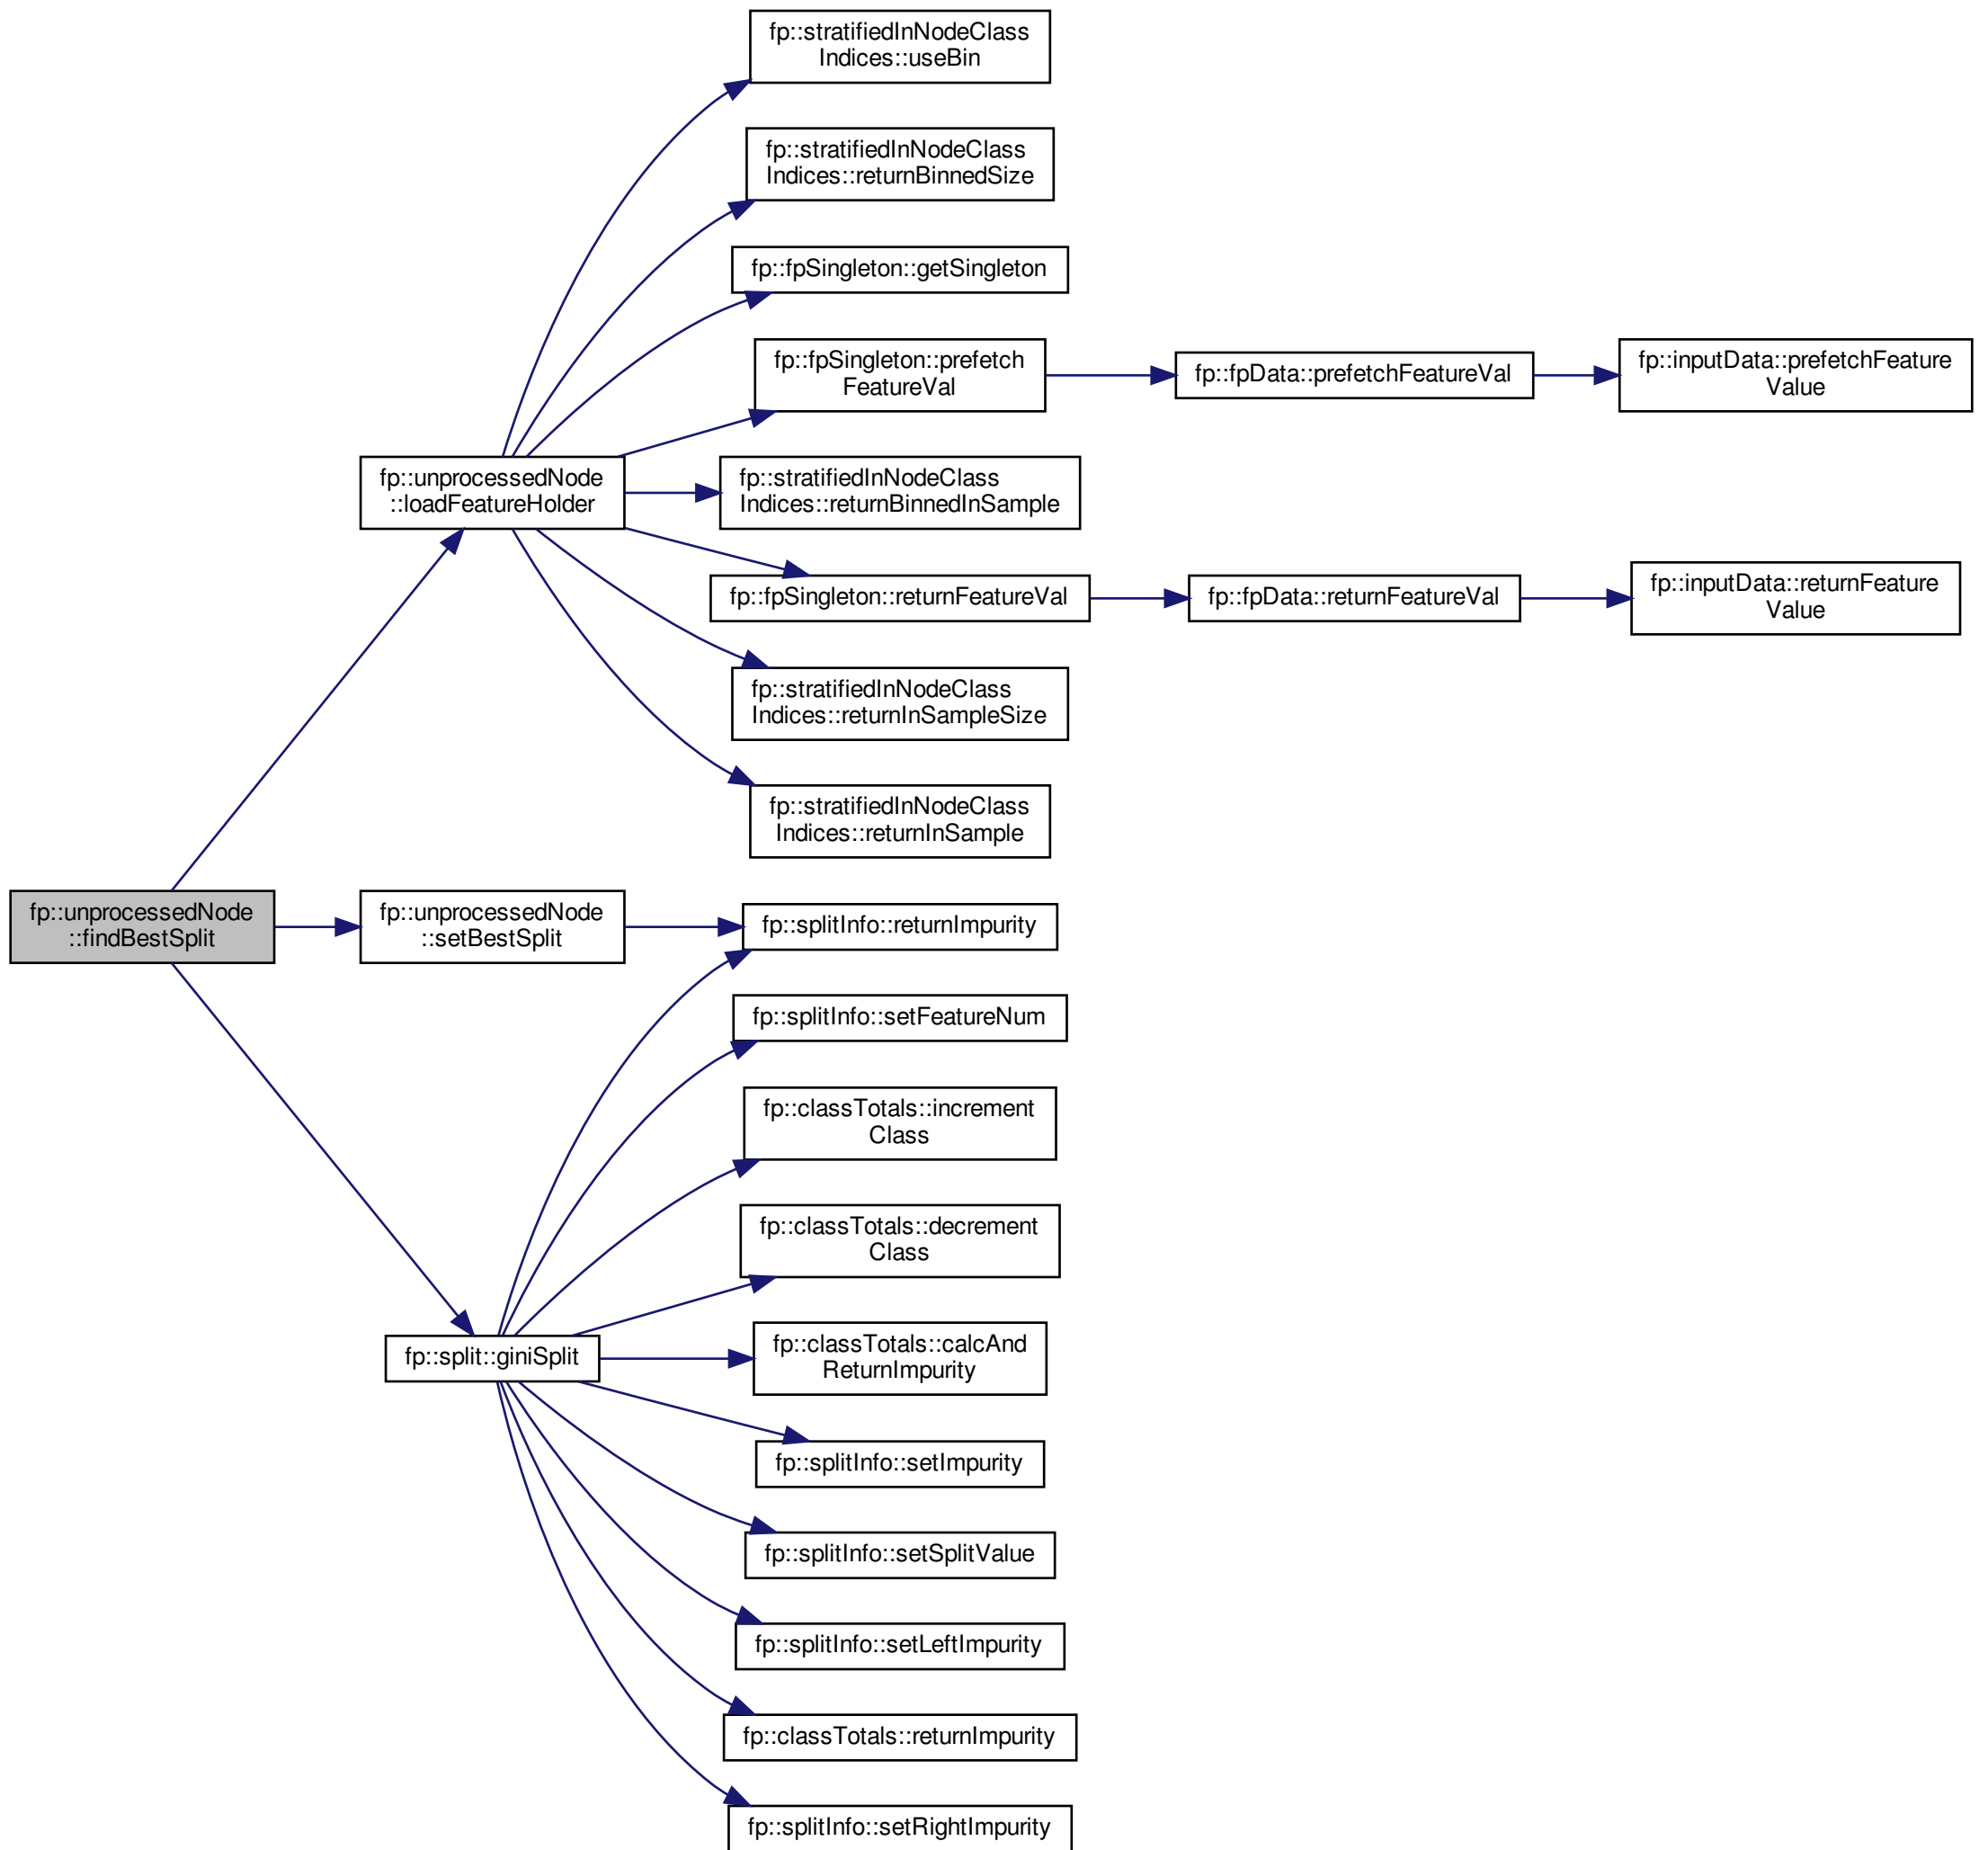 fp::stratifiedInNodeClass
Indices::useBin
fp::stratifiedInNodeClass
Indices::returnBinnedSize
fp::fpSingleton::getSingleton
fp::fpSingleton::prefetch
FeatureVal
fp::fpData::prefetchFeatureVal
fp::inputData::prefetchFeature
Value
fp::unprocessedNode
::loadFeatureHolder
fp::stratifiedInNodeClass
Indices::returnBinnedInSample
fp::fpSingleton::returnFeatureVal
fp::fpData::returnFeatureVal
fp::inputData::returnFeature
Value
fp::stratifiedInNodeClass
Indices::returnInSampleSize
fp::stratifiedInNodeClass
Indices::returnInSample
fp::unprocessedNode
::findBestSplit
fp::unprocessedNode
::setBestSplit
fp::splitInfo::returnImpurity
fp::splitInfo::setFeatureNum
fp::classTotals::increment
Class
fp::classTotals::decrement
Class
fp::split::giniSplit
fp::classTotals::calcAnd
ReturnImpurity
fp::splitInfo::setImpurity
fp::splitInfo::setSplitValue
fp::splitInfo::setLeftImpurity
fp::classTotals::returnImpurity
fp::splitInfo::setRightImpurity